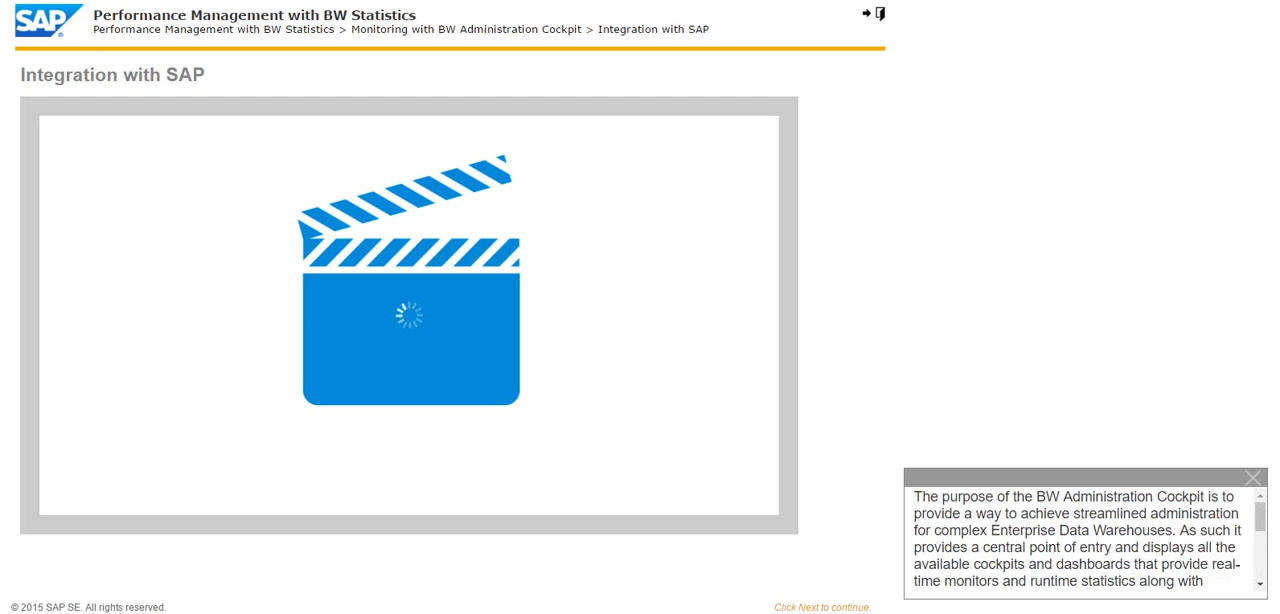 SAP
Performance Management with BW Statistics
Performance Management with BW Statistics > Monitoring with BW Administration Cockpit > Integration with SAP
Integration with SAP
The purpose of the BW Administration Cockpit is to
provide a way to achieve streamlined administration
for complex Enterprise Data Warehouses. As such it
provides a central point of entry and displays all the
available cockpits and dashboards that provide real-
time monitors and runtime statistics along with
© 2015 SAP SE. All rights reserved.
Click Next to continue.